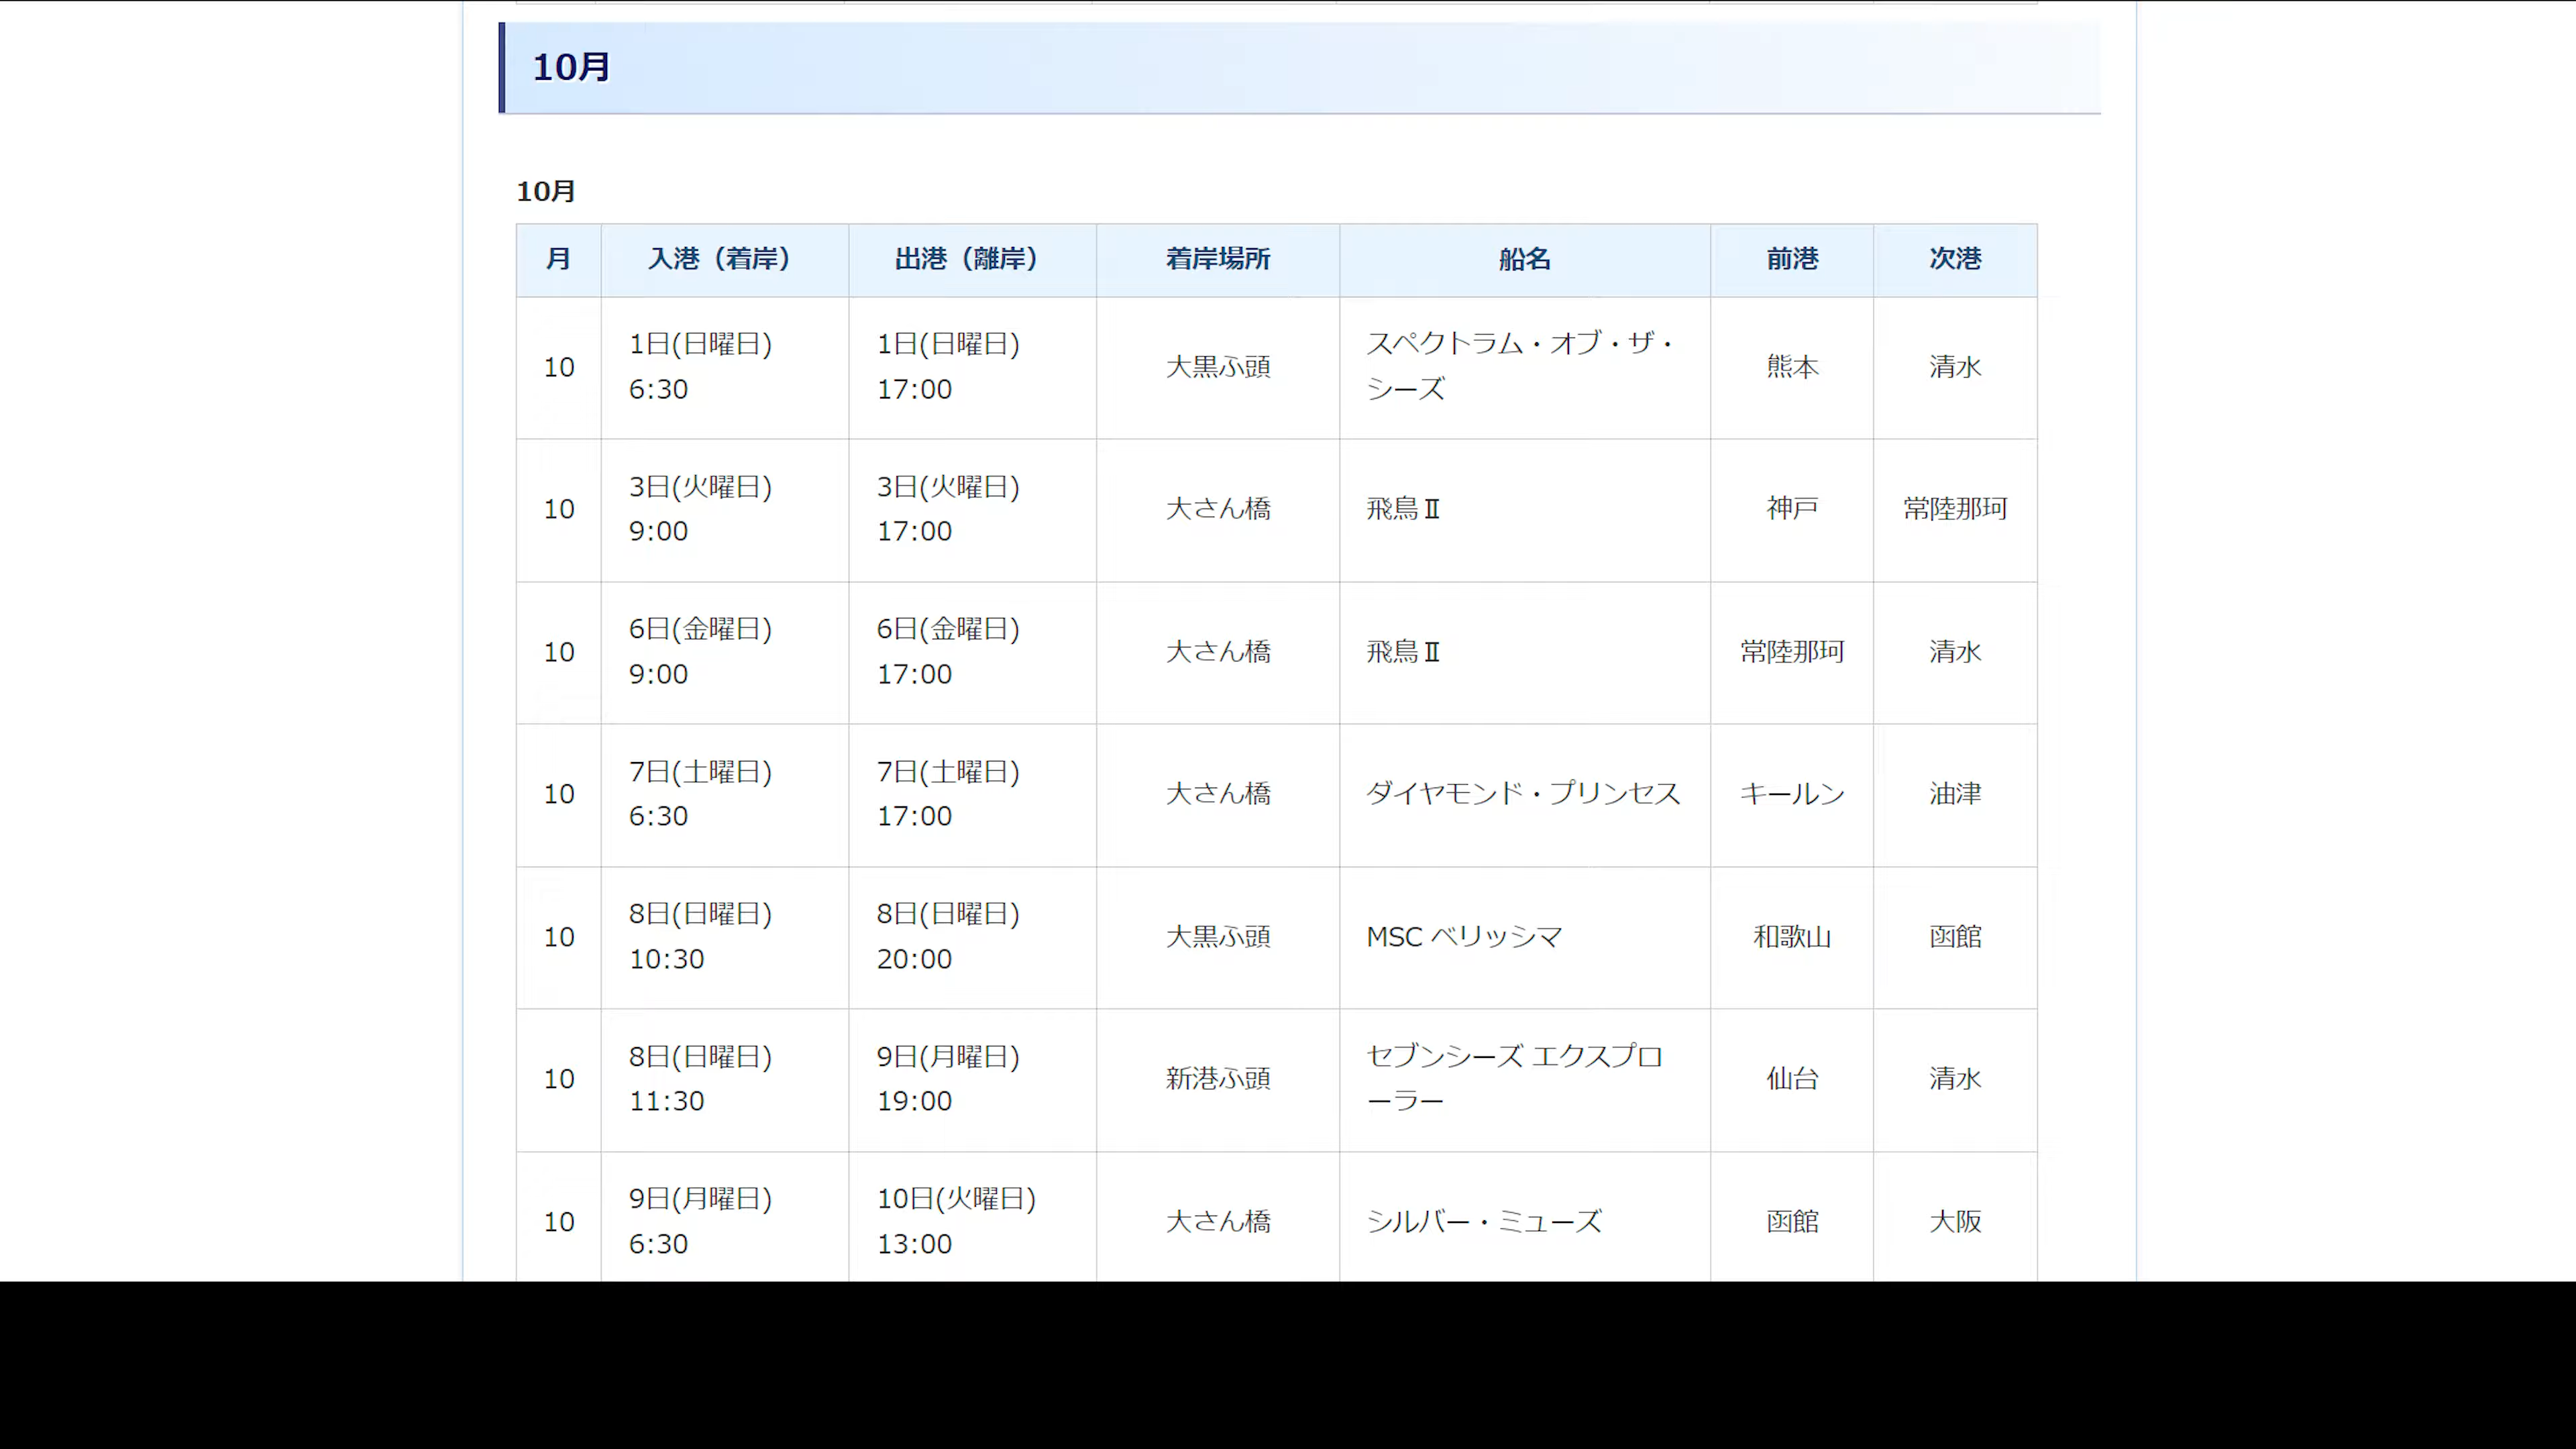 10月
10月
月 入港（着岸） 出港（離岸） 着岸場所 船名 前港 次港
10 1日(日曜日) 6:30 1日(日曜日) 17:00 大黒ふ頭 スペクトラム・オブ・ザ・シーズ 熊本 清水
10 3日(火曜日) 9:00 3日(火曜日) 17:00 大さん橋 飛鳥Ⅱ 神戸 常陸那珂
10 6日(金曜日) 9:00 6日(金曜日) 17:00 大さん橋 飛鳥Ⅱ 常陸那珂 清水
10 7日(土曜日) 6:30 7日(土曜日) 17:00 大さん橋 ダイヤモンド・プリンセス キールン 油津
10 8日(日曜日) 10:30 8日(日曜日) 20:00 大黒ふ頭 MSC ベリッシマ 和歌山 函館
10 8日(日曜日) 11:30 9日(月曜日) 19:00 新港ふ頭 セブンシーズ エクスプローラー 仙台 清水
10 9日(月曜日) 6:30 10日(火曜日) 13:00 大さん橋 シルバー・ミューズ 函館 大阪